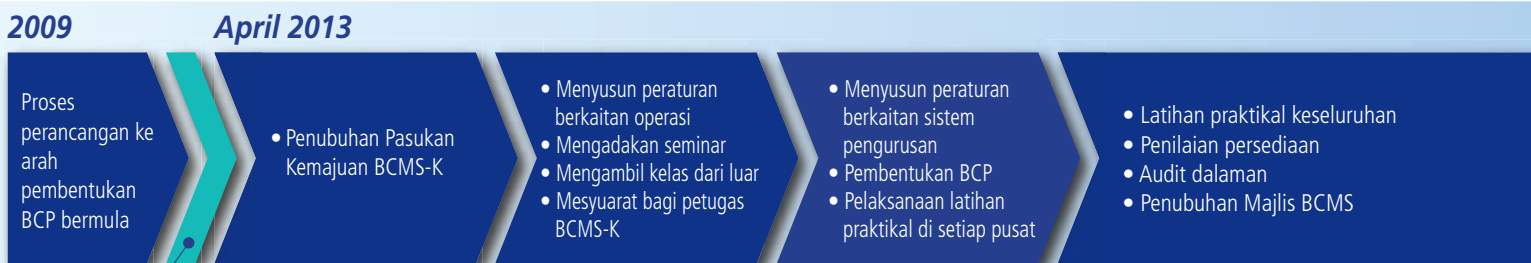 2009
April 2013
Proses
perancangan ke
arah
pembentukan
BCP bermula
• Penubuhan Pasukan
Kemajuan BCMS-K
• Menyusun peraturan
berkaitan operasi
• Mengadakan seminar
• Mengambil kelas dari luar
• Mesyuarat bagi petugas
BCMS-K
• Menyusun peraturan
berkaitan sistem
pengurusan
• Pembentukan BCP
• Pelaksanaan latihan
praktikal di setiap pusat
• Latihan praktikal keseluruhan
• Penilaian persediaan
• Audit dalaman
• Penubuhan Majlis BCMS